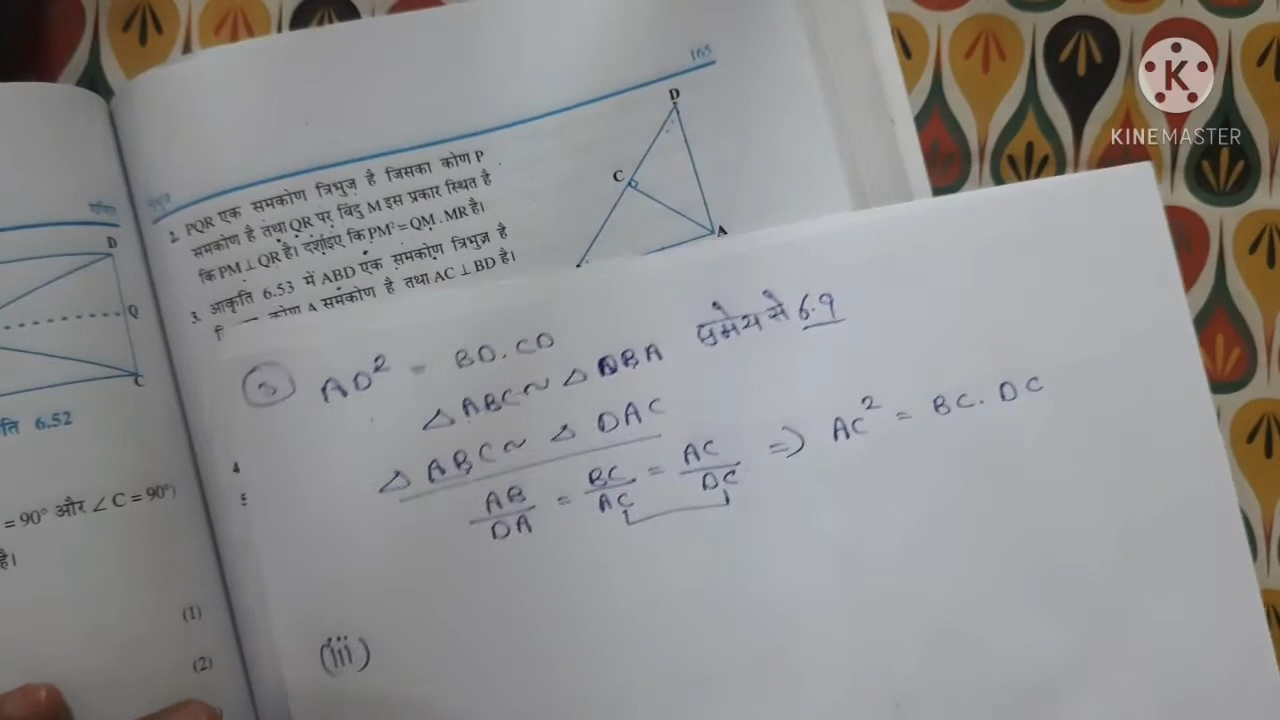 165
D
C
A
2. PQR एक समकोण त्रिभुज है जिसका कोण P
समकोण है तथा QR पर बिंदु M इस प्रकार स्थित है
कि PM ⊥ QR है। दर्शाइए कि PM² = QM . MR है।
3. आकृति 6.53 में ABD एक समकोण त्रिभुज है
कोण A समकोण है तथा AC ⊥ BD है।
गणित
D
Q
C
ति 6.52
= 90° और ∠ C = 90°)
है।
(1)
(2)
AD² = BD.CD
△ABC ~ △DBA प्रमेय से 6.9
△ABC ~ △DAC
AB/DA = BC/AC = AC/DC ⇒ AC² = BC.DC
(iii)
KINEMASTER